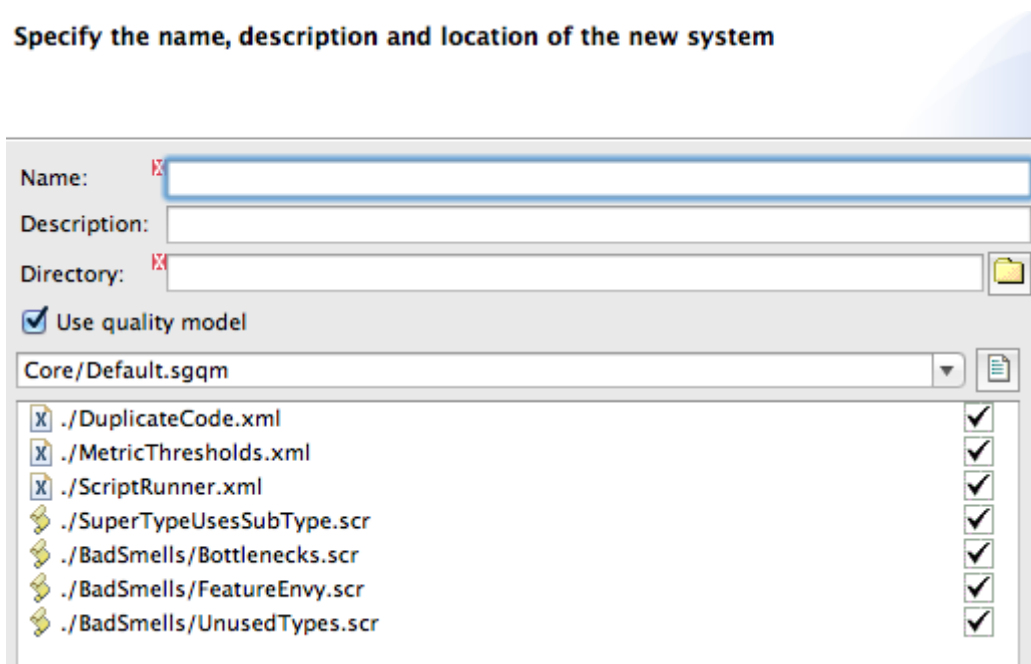 Specify the name, description and location of the new system
Name:
Description:
Directory:
Use quality model
Core/Default.sgqm
./DuplicateCode.xml
./MetricThresholds.xml
./ScriptRunner.xml
./SuperTypeUsesSubType.scr
./BadSmells/Bottlenecks.scr
./BadSmells/FeatureEnvy.scr
./BadSmells/UnusedTypes.scr